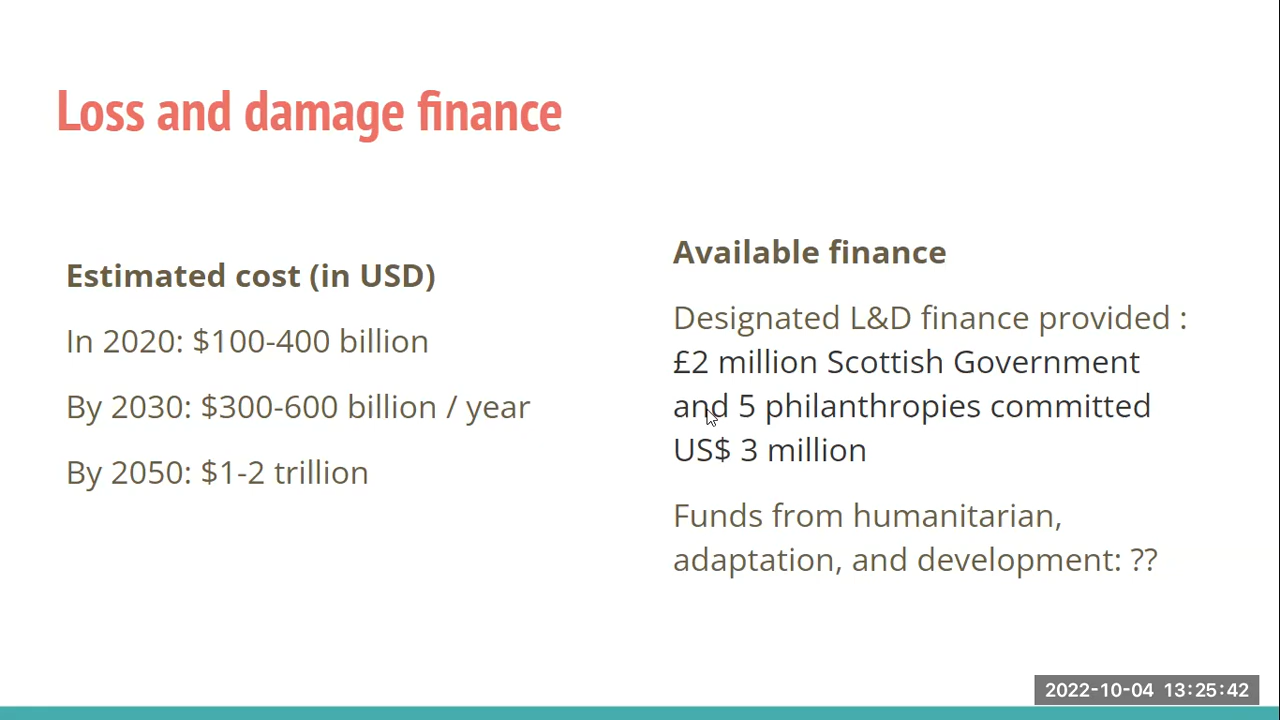 Loss and damage finance
Estimated cost (in USD)
In 2020: $100-400 billion
By 2030: $300-600 billion / year
By 2050: $1-2 trillion
Available finance
Designated L&D finance provided :
£2 million Scottish Government
and 5 philanthropies committed
US$ 3 million
Funds from humanitarian,
adaptation, and development: ??
2022-10-04 13:25:42